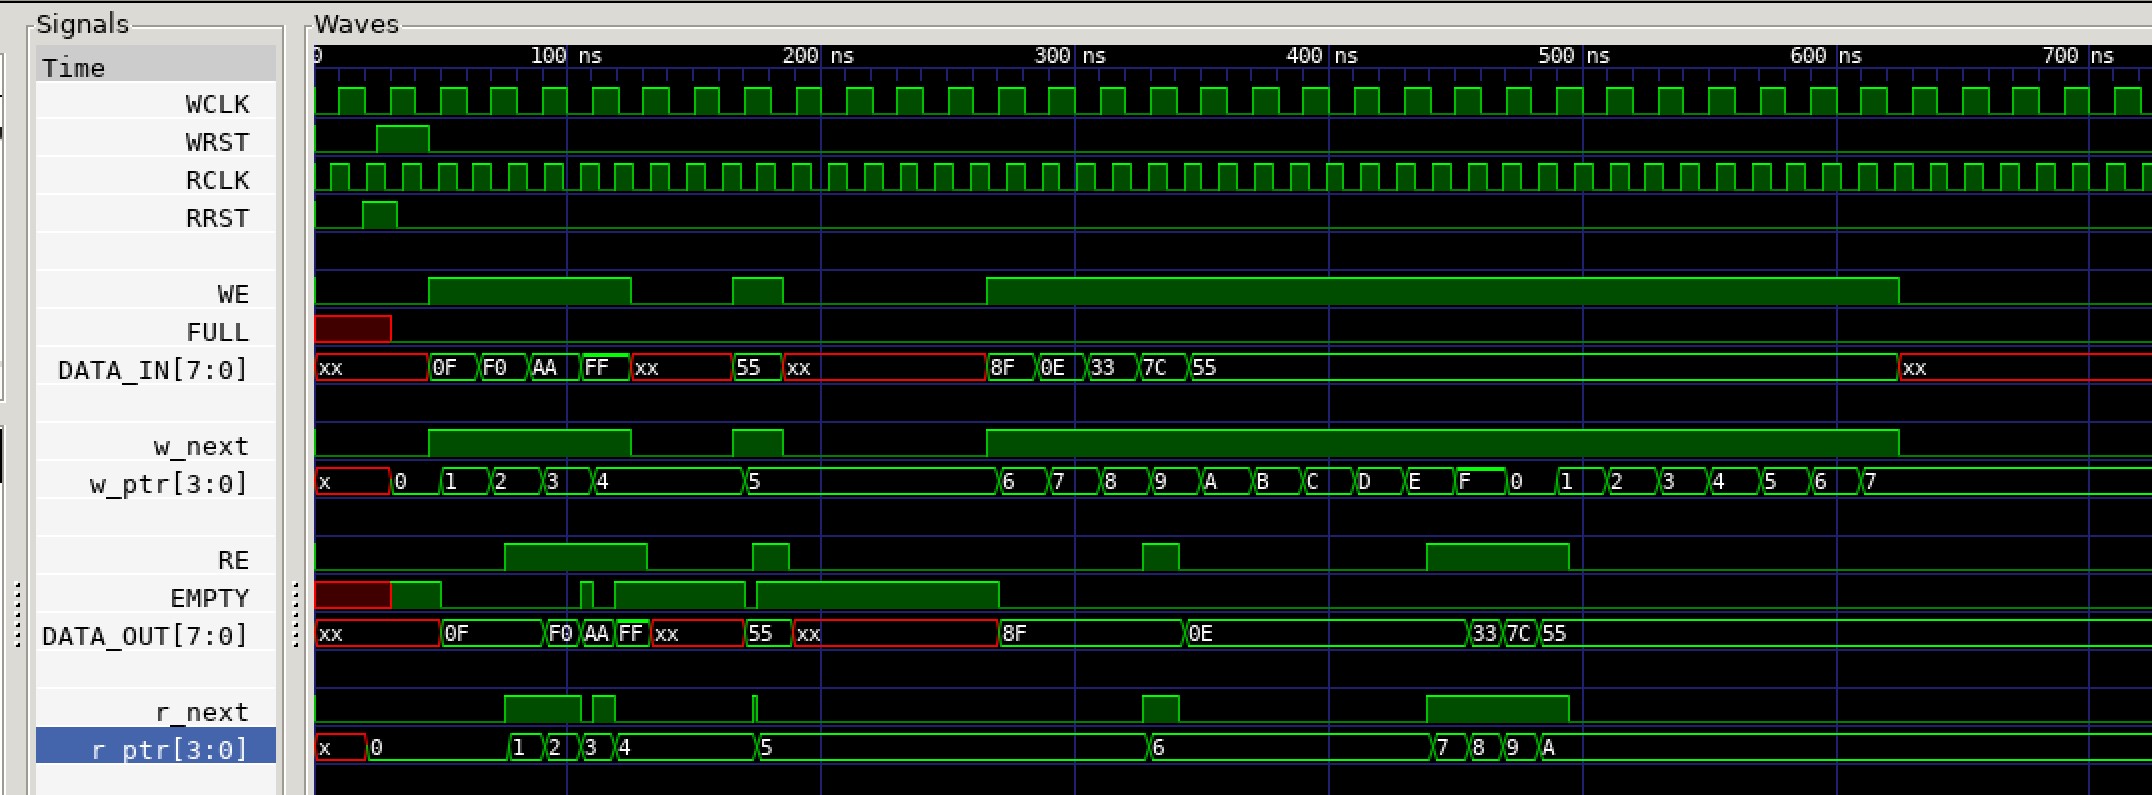 Signals Waves
Time 0 100 ns 200 ns 300 ns 400 ns 500 ns 600 ns 700 ns
WCLK
WRST
RCLK
RRST
WE
FULL
DATA_IN[7:0] xx 0F F0 AA FF xx 55 xx 8F 0E 33 7C 55 xx
w_next
w_ptr[3:0] x 0 1 2 3 4 5 6 7 8 9 A B C D E F 0 1 2 3 4 5 6 7
RE
EMPTY
DATA_OUT[7:0] xx 0F F0 AA FF xx 55 xx 8F 0E 33 7C 55
r_next
r_ptr[3:0] x 0 1 2 3 4 5 6 7 8 9 A